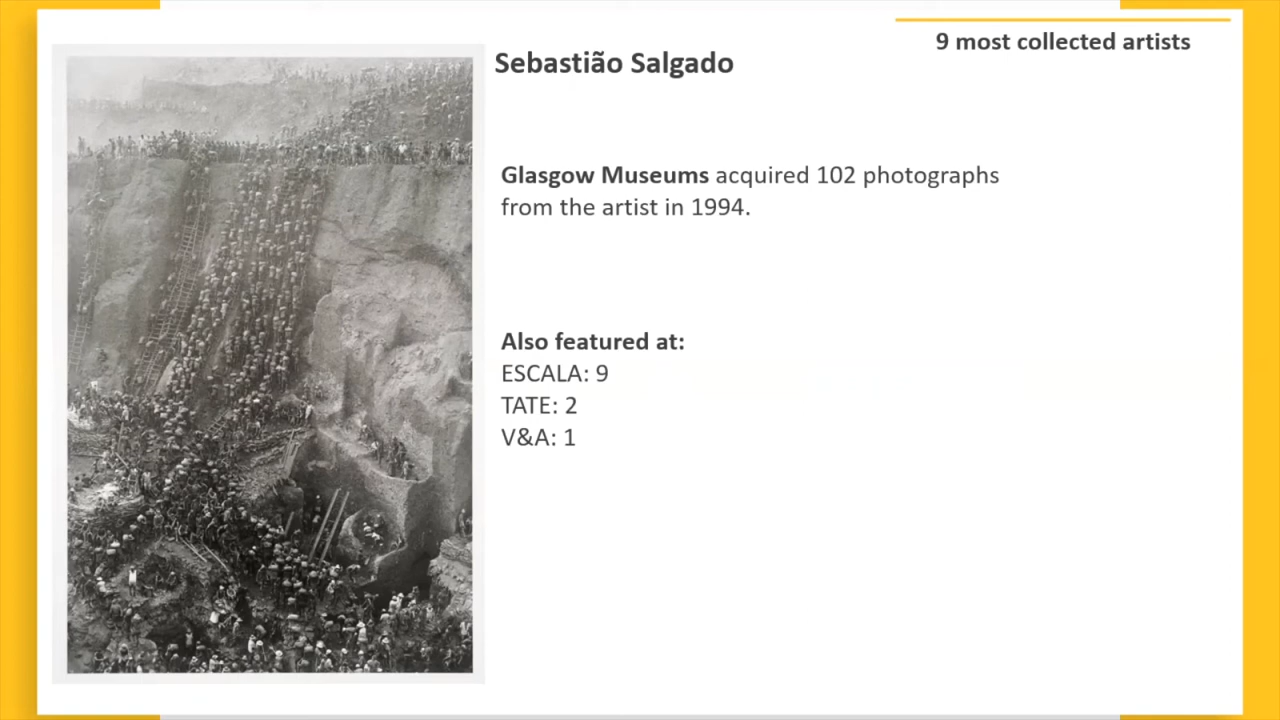 9 most collected artists
Sebastião Salgado
Glasgow Museums acquired 102 photographs
from the artist in 1994.
Also featured at:
ESCALA: 9
TATE: 2
V&A: 1